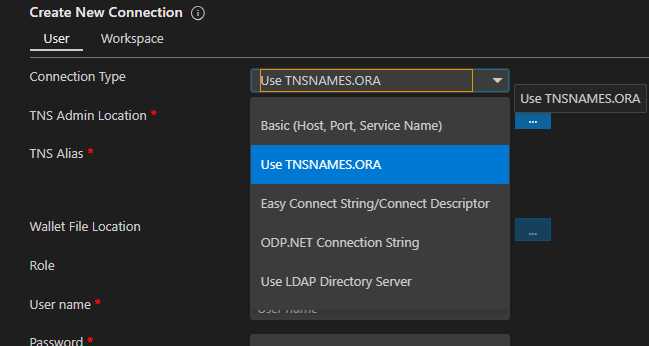 Create New Connection
User Workspace
Connection Type Use TNSNAMES.ORA
Use TNSNAMES.ORA
TNS Admin Location * ...
Basic (Host, Port, Service Name)
TNS Alias * Use TNSNAMES.ORA
Easy Connect String/Connect Descriptor
Wallet File Location ...
ODP.NET Connection String
Role
Use LDAP Directory Server
User name * User name
Password *